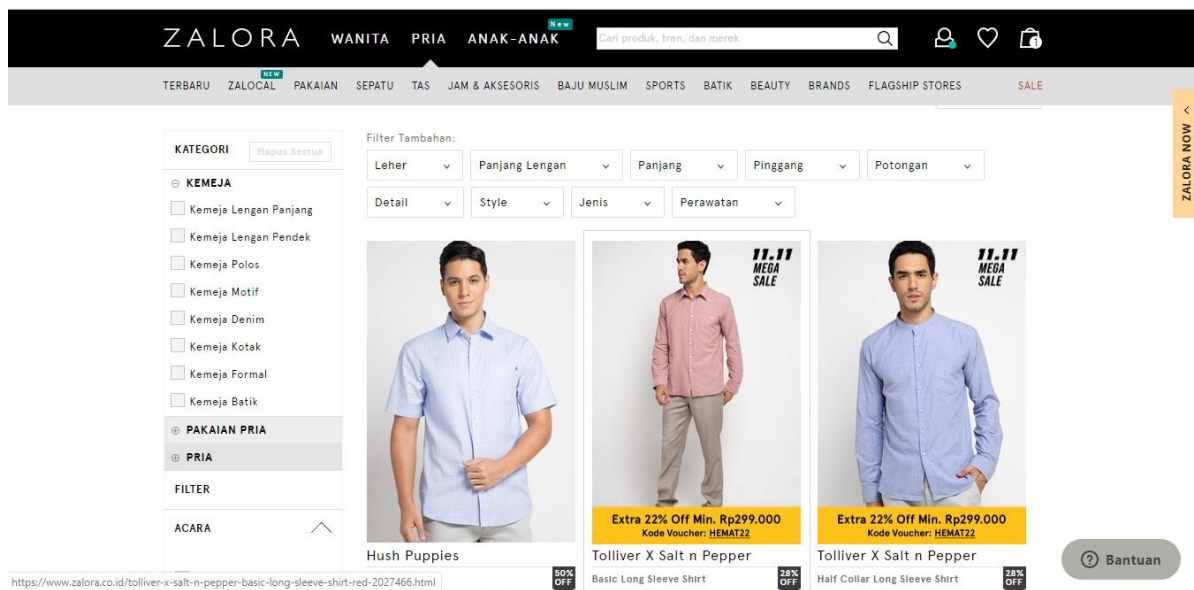 New
ZALORA WANITA PRIA ANAK-ANAK Cari produk, tren, dan merek 1
NEW
TERBARU ZALOCAL PAKAIAN SEPATU TAS JAM & AKSESORIS BAJU MUSLIM SPORTS BATIK BEAUTY BRANDS FLAGSHIP STORES SALE
ZALORA NOW
KATEGORI Hapus Semua
KEMEJA
Kemeja Lengan Panjang
Kemeja Lengan Pendek
Kemeja Polos
Kemeja Motif
Kemeja Denim
Kemeja Kotak
Kemeja Formal
Kemeja Batik
PAKAIAN PRIA
PRIA
FILTER
ACARA
Filter Tambahan:
Leher Panjang Lengan Panjang Pinggang Potongan
Detail Style Jenis Perawatan
Hush Puppies
50%
OFF
11.11
MEGA
SALE
Extra 22% Off Min. Rp299.000
Kode Voucher: HEMAT22
Tolliver X Salt n Pepper
Basic Long Sleeve Shirt
28%
OFF
11.11
MEGA
SALE
Extra 22% Off Min. Rp299.000
Kode Voucher: HEMAT22
Tolliver X Salt n Pepper
Half Collar Long Sleeve Shirt
28%
OFF
? Bantuan
https://www.zalora.co.id/tolliver-x-salt-n-pepper-basic-long-sleeve-shirt-red-2027466.html